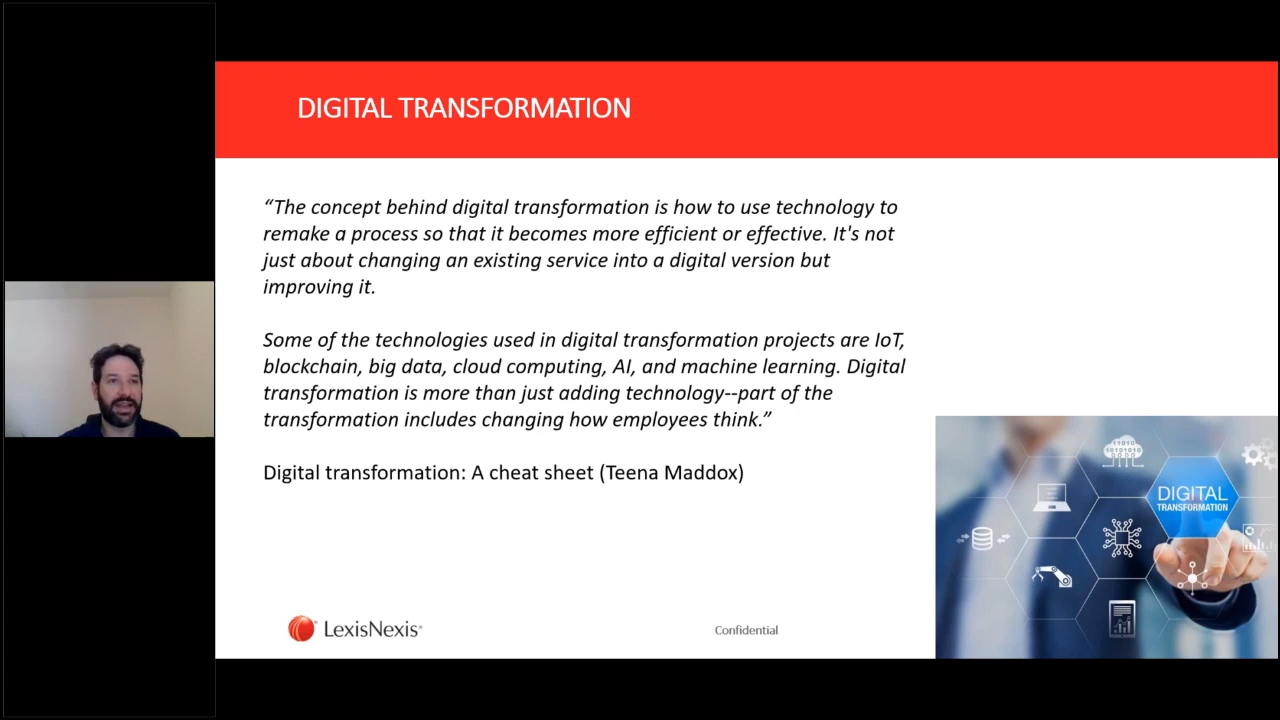 DIGITAL TRANSFORMATION
“The concept behind digital transformation is how to use technology to
remake a process so that it becomes more efficient or effective. It's not
just about changing an existing service into a digital version but
improving it.
Some of the technologies used in digital transformation projects are IoT,
blockchain, big data, cloud computing, AI, and machine learning. Digital
transformation is more than just adding technology--part of the
transformation includes changing how employees think.”
Digital transformation: A cheat sheet (Teena Maddox)
11010
10101010
DIGITAL
TRANSFORMATION
LexisNexis®
Confidential